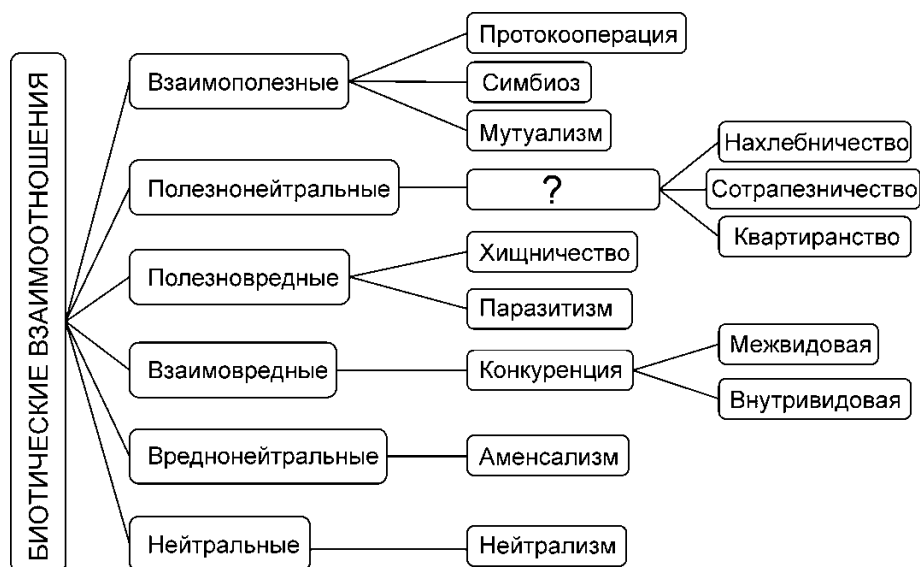 БИОТИЧЕСКИЕ ВЗАИМООТНОШЕНИЯ
Взаимополезные
Протокооперация
Симбиоз
Мутуализм
Полезнонейтральные
?
Нахлебничество
Сотрапезничество
Квартиранство
Полезновредные
Хищничество
Паразитизм
Взаимовредные
Конкуренция
Межвидовая
Внутривидовая
Вреднонейтральные
Аменсализм
Нейтральные
Нейтрализм